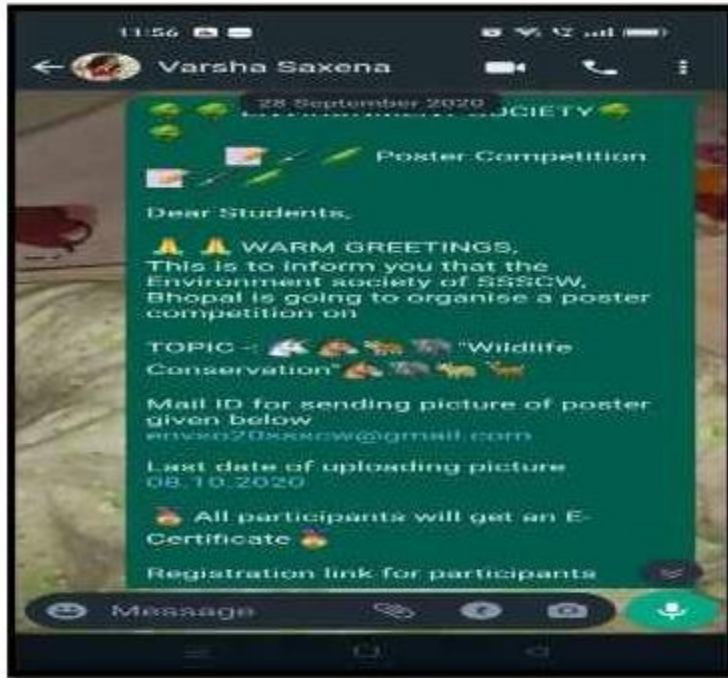 11:56
Varsha Saxena
28 September 2020
SOCIETY
Poster Competition
Dear Students,
🙏 🙏 WARM GREETINGS,
This is to inform you that the
Environment society of SSSCW,
Bhopal is going to organise a poster
competition on
TOPIC -: "Wildlife
Conservation"
Mail ID for sending picture of poster
given below
envso20ssscw@gmail.com
Last date of uploading picture
08.10.2020
All participants will get an E-
Certificate
Registration link for participants
Message